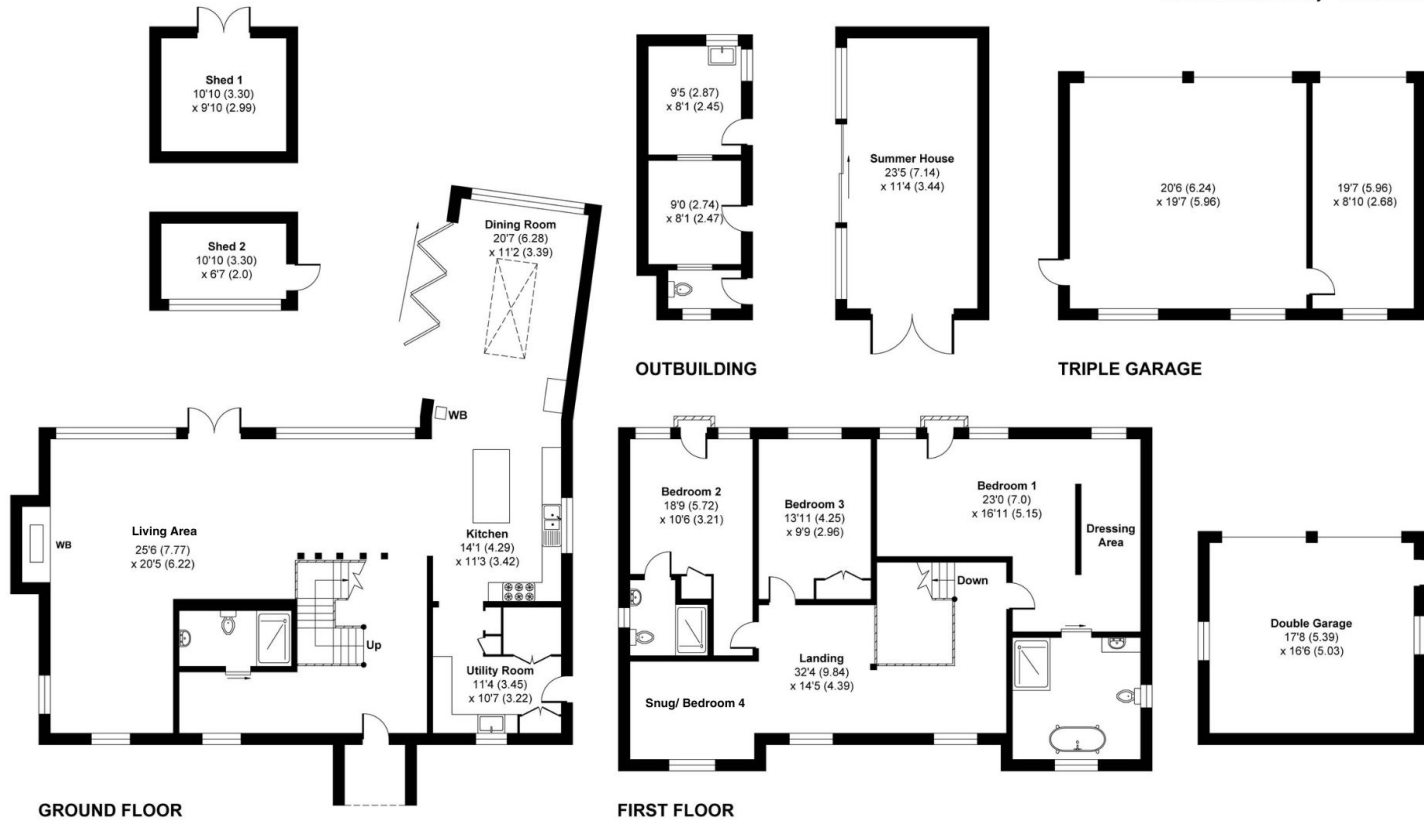 Shed 1
10'10 (3.30)
x 9'10 (2.99)
Shed 2
10'10 (3.30)
x 6'7 (2.0)
Dining Room
20'7 (6.28)
x 11'2 (3.39)
9'5 (2.87)
x 8'1 (2.45)
9'0 (2.74)
x 8'1 (2.47)
OUTBUILDING
Summer House
23'5 (7.14)
x 11'4 (3.44)
20'6 (6.24)
x 19'7 (5.96)
19'7 (5.96)
x 8'10 (2.68)
TRIPLE GARAGE
WB
WB
Living Area
25'6 (7.77)
x 20'5 (6.22)
Kitchen
14'1 (4.29)
x 11'3 (3.42)
Up
Utility Room
11'4 (3.45)
x 10'7 (3.22)
GROUND FLOOR
Bedroom 2
18'9 (5.72)
x 10'6 (3.21)
Bedroom 3
13'11 (4.25)
x 9'9 (2.96)
Bedroom 1
23'0 (7.0)
x 16'11 (5.15)
Dressing
Area
Down
Landing
32'4 (9.84)
x 14'5 (4.39)
Snug/ Bedroom 4
FIRST FLOOR
Double Garage
17'8 (5.39)
x 16'6 (5.03)